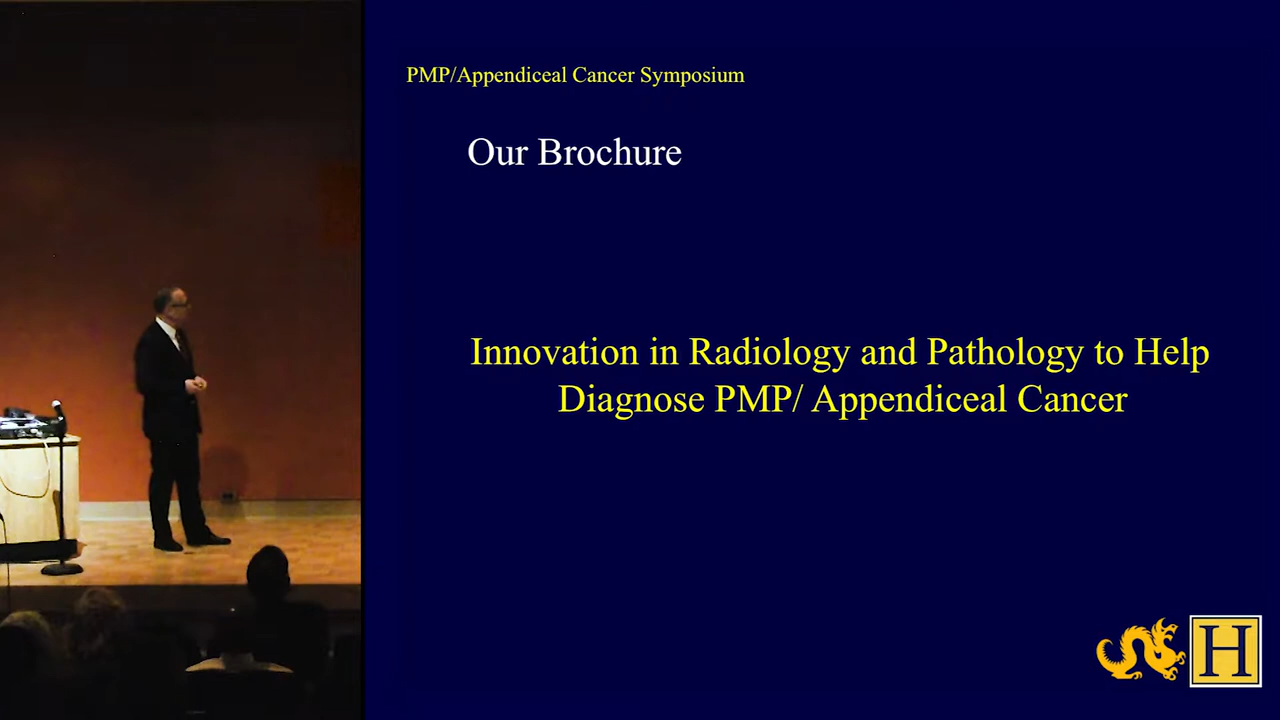 PMP/Appendiceal Cancer Symposium
Our Brochure
Innovation in Radiology and Pathology to Help
Diagnose PMP/ Appendiceal Cancer
H